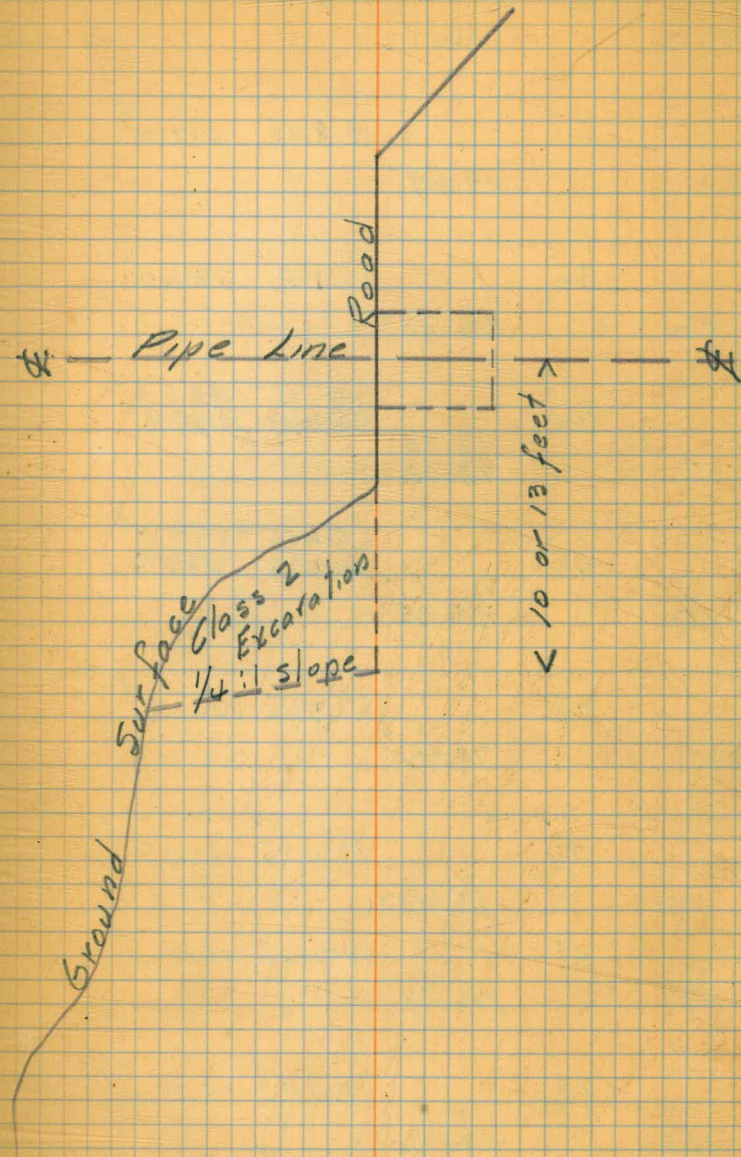 Road
℄ Pipe Line ℄
< 10 or 13 feet >
Class 2
Excavation
1/4:1 slope
Ground Surface